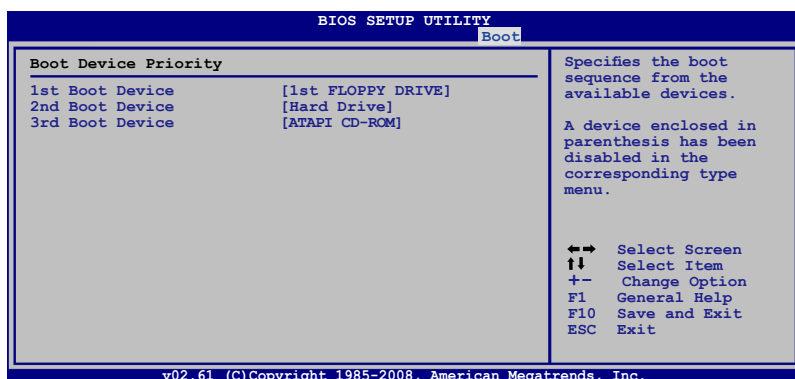 BIOS SETUP UTILITY
Boot
Boot Device Priority
1st Boot Device [1st FLOPPY DRIVE]
2nd Boot Device [Hard Drive]
3rd Boot Device [ATAPI CD-ROM]
Specifies the boot
sequence from the
available devices.
A device enclosed in
parenthesis has been
disabled in the
corresponding type
menu.
←→ Select Screen
↑↓ Select Item
+- Change Option
F1 General Help
F10 Save and Exit
ESC Exit
v02.61 (C)Copyright 1985-2008, American Megatrends, Inc.